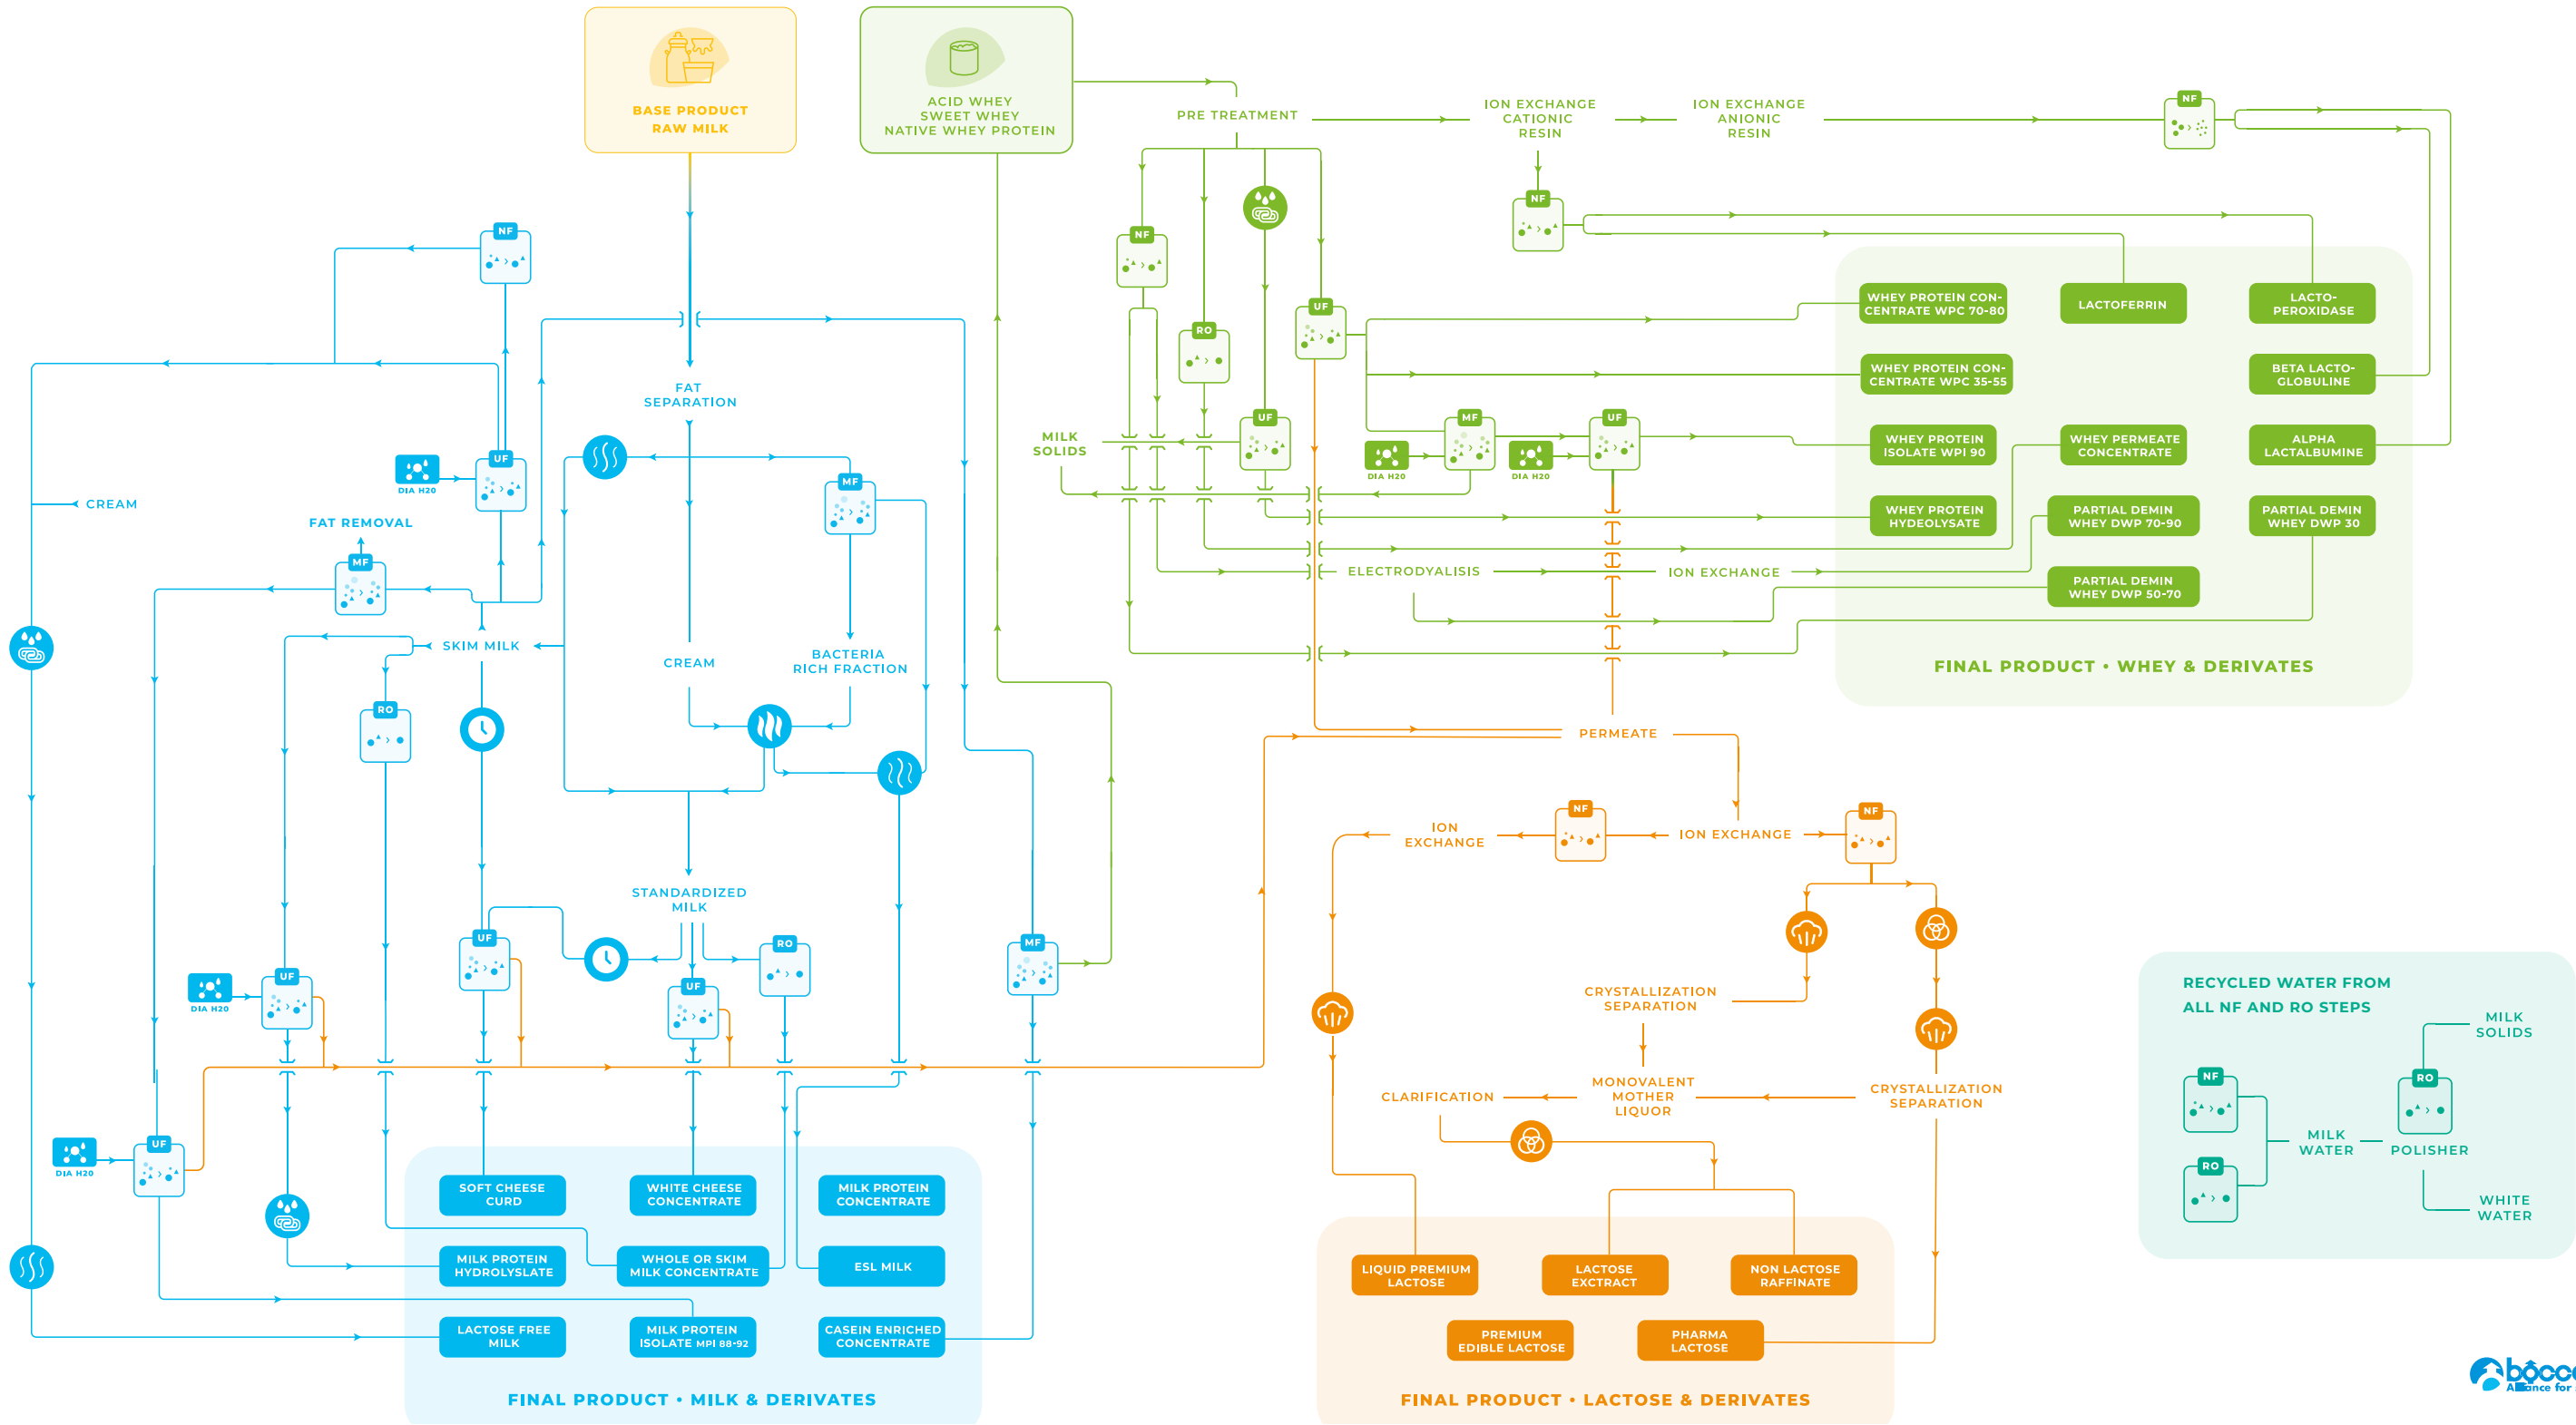 BASE PRODUCT
RAW MILK
ACID WHEY
SWEET WHEY
NATIVE WHEY PROTEIN
PRE TREATMENT
ION EXCHANGE
CATIONIC
RESIN
ION EXCHANGE
ANIONIC
RESIN
NF
NF
NF
NF
UF
RO
WHEY PROTEIN CON-
CENTRATE WPC 70-80
LACTOFERRIN
LACTO-
PEROXIDASE
WHEY PROTEIN CON-
CENTRATE WPC 35-55
BETA LACTO-
GLOBULINE
FAT
SEPARATION
MILK
SOLIDS
UF
MF
UF
DIA H20
DIA H20
WHEY PROTEIN
ISOLATE WPI 90
WHEY PERMEATE
CONCENTRATE
ALPHA
LACTALBUMINE
UF
DIA H20
MF
CREAM
FAT REMOVAL
MF
WHEY PROTEIN
HYDEOLYSATE
PARTIAL DEMIN
WHEY DWP 70-90
PARTIAL DEMIN
WHEY DWP 30
ELECTRODYALISIS
ION EXCHANGE
PARTIAL DEMIN
WHEY DWP 50-70
SKIM MILK
CREAM
BACTERIA
RICH FRACTION
FINAL PRODUCT • WHEY & DERIVATES
RO
PERMEATE
ION
EXCHANGE
NF
ION EXCHANGE
NF
STANDARDIZED
MILK
UF
RO
MF
UF
DIA H20
UF
CRYSTALLIZATION
SEPARATION
RECYCLED WATER FROM
ALL NF AND RO STEPS
MILK
SOLIDS
NF
RO
CLARIFICATION
MONOVALENT
MOTHER
LIQUOR
CRYSTALLIZATION
SEPARATION
MILK
WATER
POLISHER
RO
WHITE
WATER
UF
DIA H20
SOFT CHEESE
CURD
WHITE CHEESE
CONCENTRATE
MILK PROTEIN
CONCENTRATE
MILK PROTEIN
HYDROLYSLATE
WHOLE OR SKIM
MILK CONCENTRATE
ESL MILK
LIQUID PREMIUM
LACTOSE
LACTOSE
EXCTRACT
NON LACTOSE
RAFFINATE
LACTOSE FREE
MILK
MILK PROTEIN
ISOLATE MPI 88-92
CASEIN ENRICHED
CONCENTRATE
PREMIUM
EDIBLE LACTOSE
PHARMA
LACTOSE
FINAL PRODUCT • MILK & DERIVATES
FINAL PRODUCT • LACTOSE & DERIVATES
Alliance for